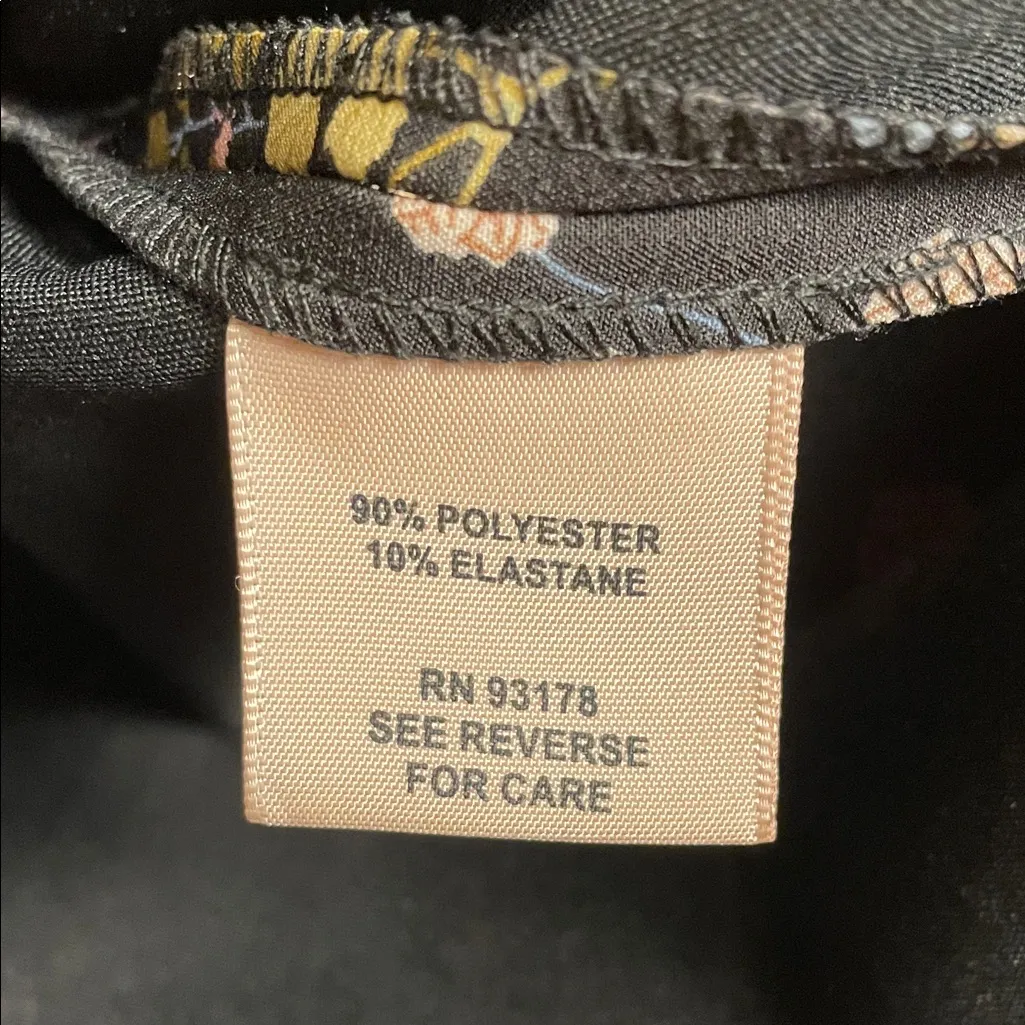 90% POLYESTER
10% ELASTANE
RN 93178
SEE REVERSE
FOR CARE